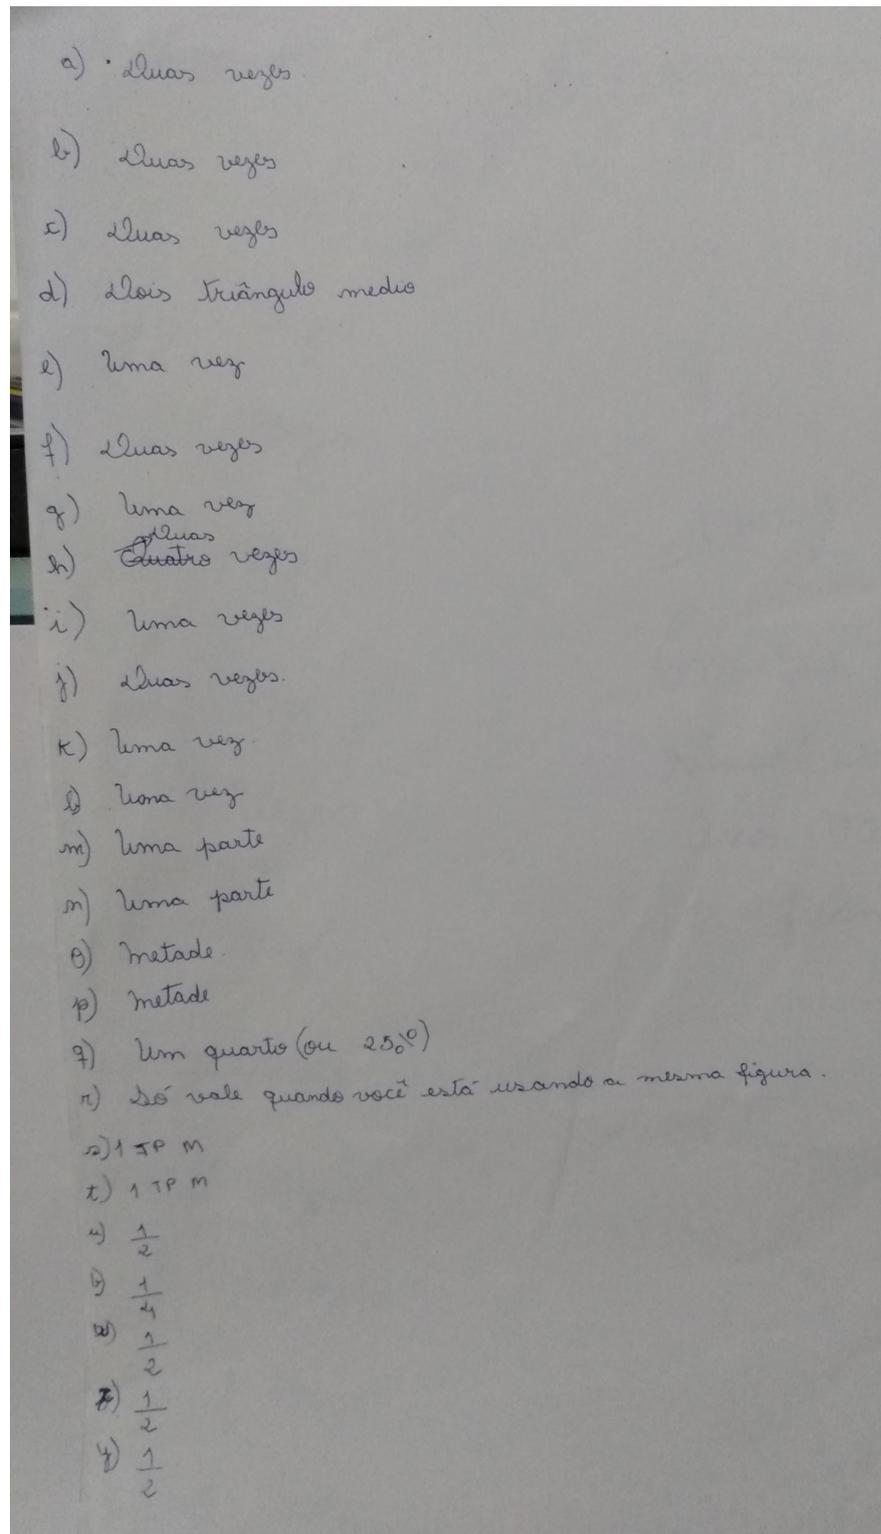 a) Duas vezes
b) Duas vezes
c) Duas vezes
d) Dois triângulo medio
e) Uma vez
f) Duas vezes
g) Uma vez
Duas
h) Quatro vezes
i) Uma vezes
j) Duas vezes.
k) Uma vez.
l) Uma vez
m) Uma parte
n) Uma parte
o) Metade.
p) Metade
q) Um quarto (ou 25%)
r) Só vale quando você está usando a mesma figura.
s) 1 TP M
t) 1 TP M
u) 1/2
v) 1/4
w) 1/2
x) 1/2
y) 1/2